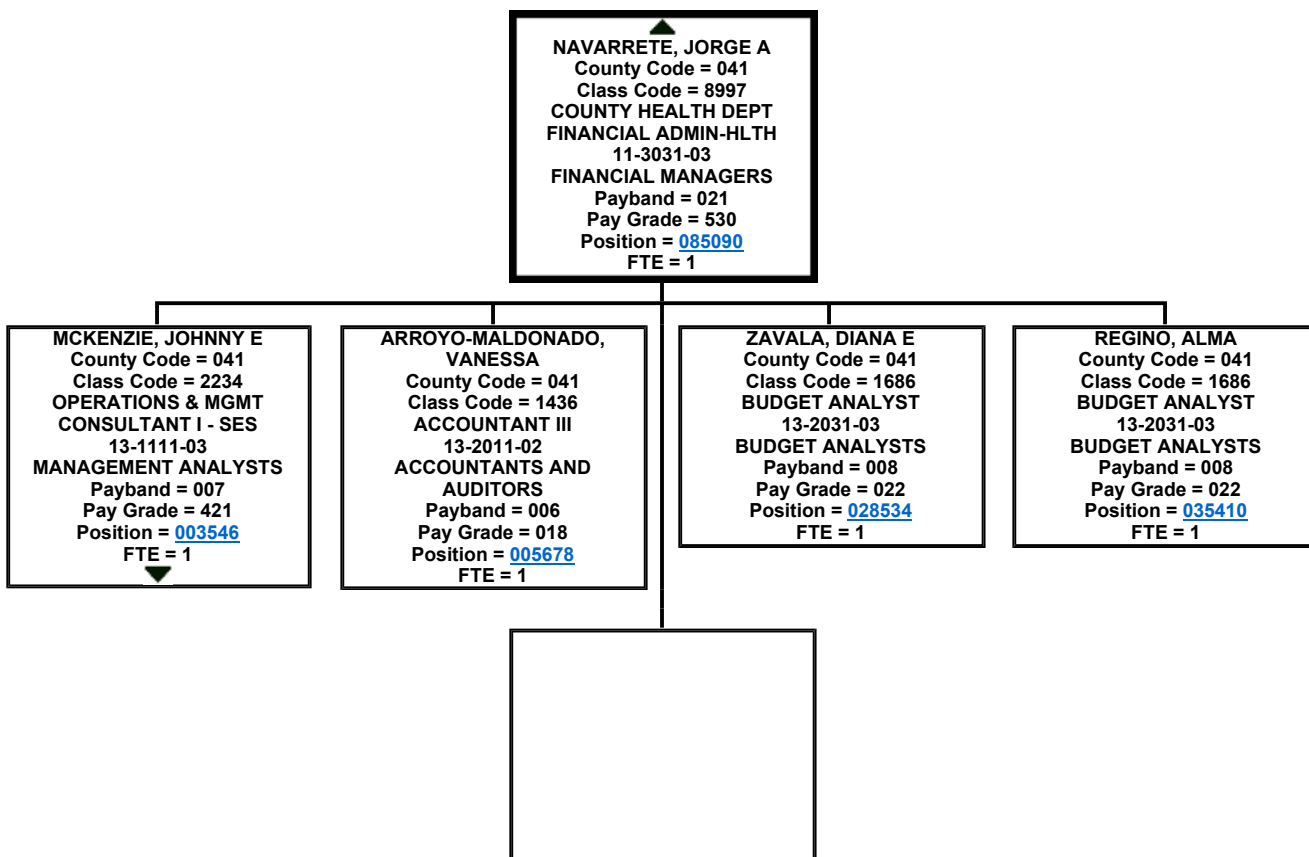 NAVARRETE, JORGE A
County Code = 041
Class Code = 8997
COUNTY HEALTH DEPT
FINANCIAL ADMIN-HLTH
11-3031-03
FINANCIAL MANAGERS
Payband = 021
Pay Grade = 530
Position = 085090
FTE = 1
MCKENZIE, JOHNNY E
County Code = 041
Class Code = 2234
OPERATIONS & MGMT
CONSULTANT I - SES
13-1111-03
MANAGEMENT ANALYSTS
Payband = 007
Pay Grade = 421
Position = 003546
FTE = 1
ARROYO-MALDONADO,
VANESSA
County Code = 041
Class Code = 1436
ACCOUNTANT III
13-2011-02
ACCOUNTANTS AND
AUDITORS
Payband = 006
Pay Grade = 018
Position = 005678
FTE = 1
ZAVALA, DIANA E
County Code = 041
Class Code = 1686
BUDGET ANALYST
13-2031-03
BUDGET ANALYSTS
Payband = 008
Pay Grade = 022
Position = 028534
FTE = 1
REGINO, ALMA
County Code = 041
Class Code = 1686
BUDGET ANALYST
13-2031-03
BUDGET ANALYSTS
Payband = 008
Pay Grade = 022
Position = 035410
FTE = 1